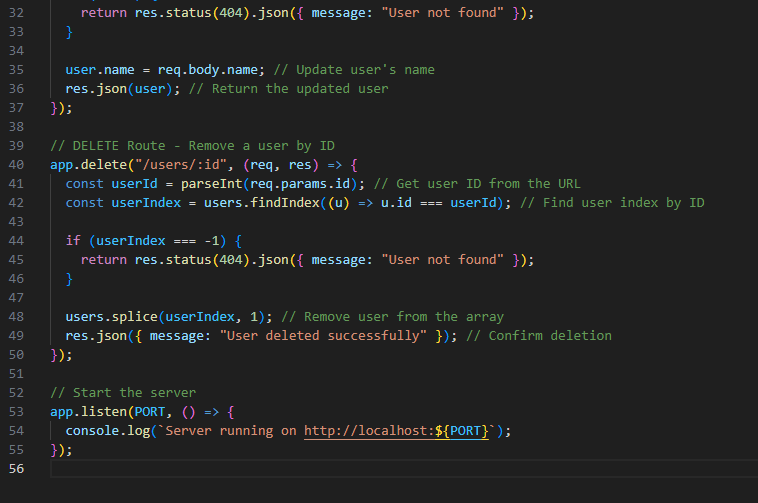 32 return res.status(404).json({ message: "User not found" });
33 }
34
35 user.name = req.body.name; // Update user's name
36 res.json(user); // Return the updated user
37 });
38
39 // DELETE Route - Remove a user by ID
40 app.delete("/users/:id", (req, res) => {
41 const userId = parseInt(req.params.id); // Get user ID from the URL
42 const userIndex = users.findIndex((u) => u.id === userId); // Find user index by ID
43
44 if (userIndex === -1) {
45 return res.status(404).json({ message: "User not found" });
46 }
47
48 users.splice(userIndex, 1); // Remove user from the array
49 res.json({ message: "User deleted successfully" }); // Confirm deletion
50 });
51
52 // Start the server
53 app.listen(PORT, () => {
54 console.log(`Server running on http://localhost:${PORT}`);
55 });
56